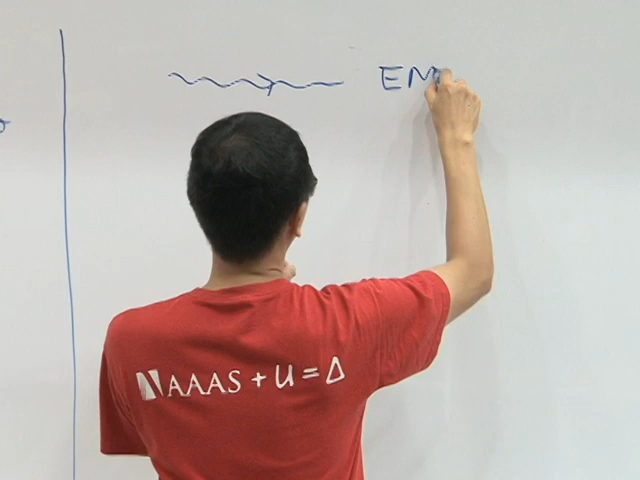 EM
AAAS + U = Δ